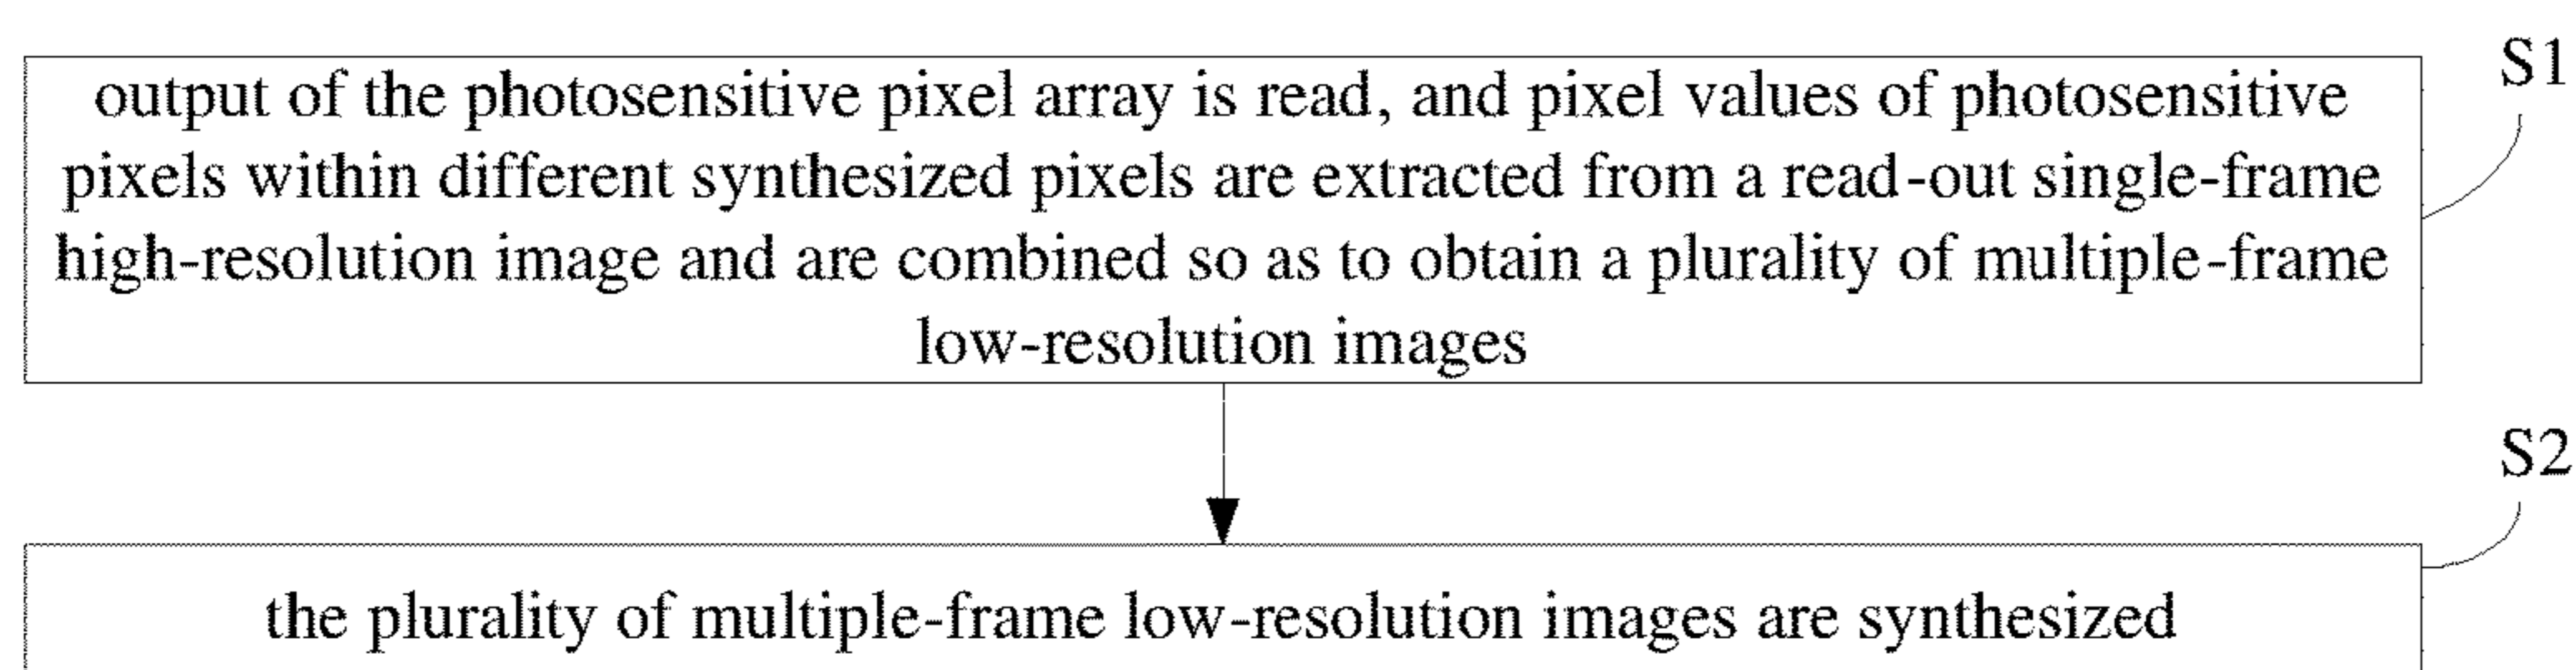 S1
output of the photosensitive pixel array is read, and pixel values of photosensitive
pixels within different synthesized pixels are extracted from a read-out single-frame
high-resolution image and are combined so as to obtain a plurality of multiple-frame
low-resolution images
S2
the plurality of multiple-frame low-resolution images are synthesized